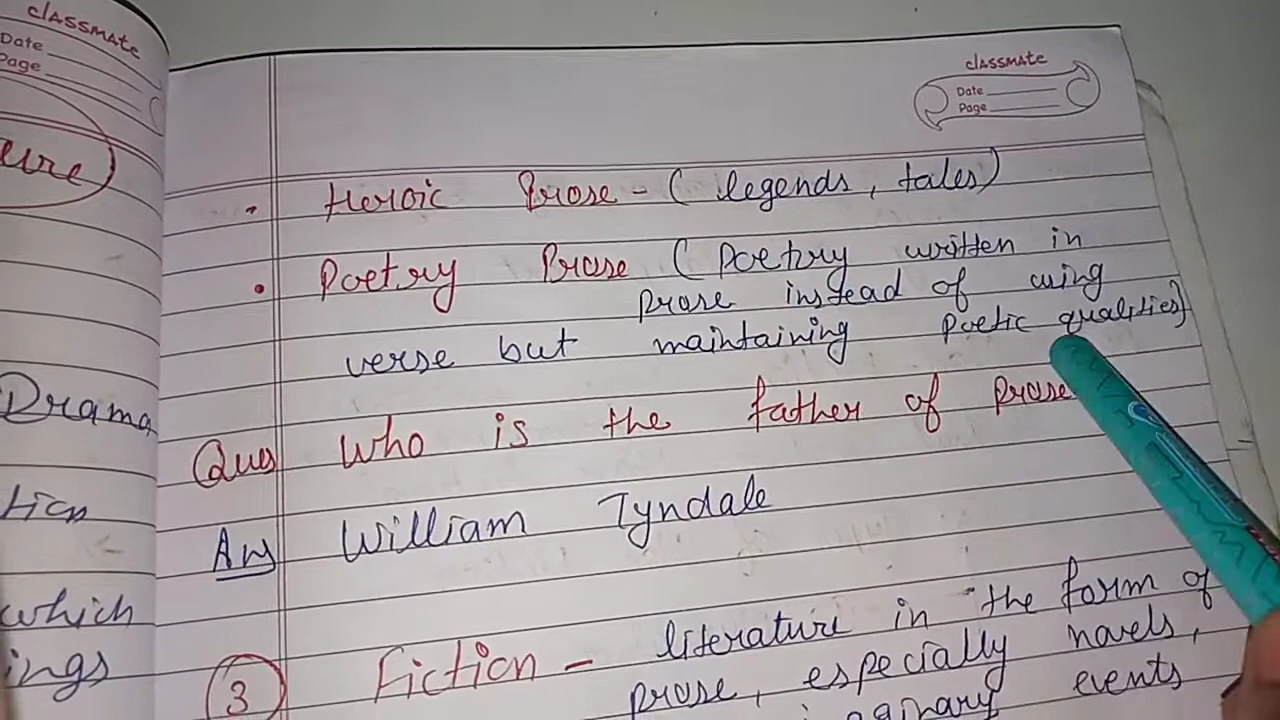 classmate
Date
Page
ure)
Drama
which
ings
classmate
Date
Page
• Heroic Prose - ( legends, tales)
• Poetry Prose ( Poetry written in
prose instead of using
verse but maintaining poetic qualities)
Ques Who is the father of Prose
Ans William Tyndale
3 Fiction - literature in the form of
prose, especially novels,
events